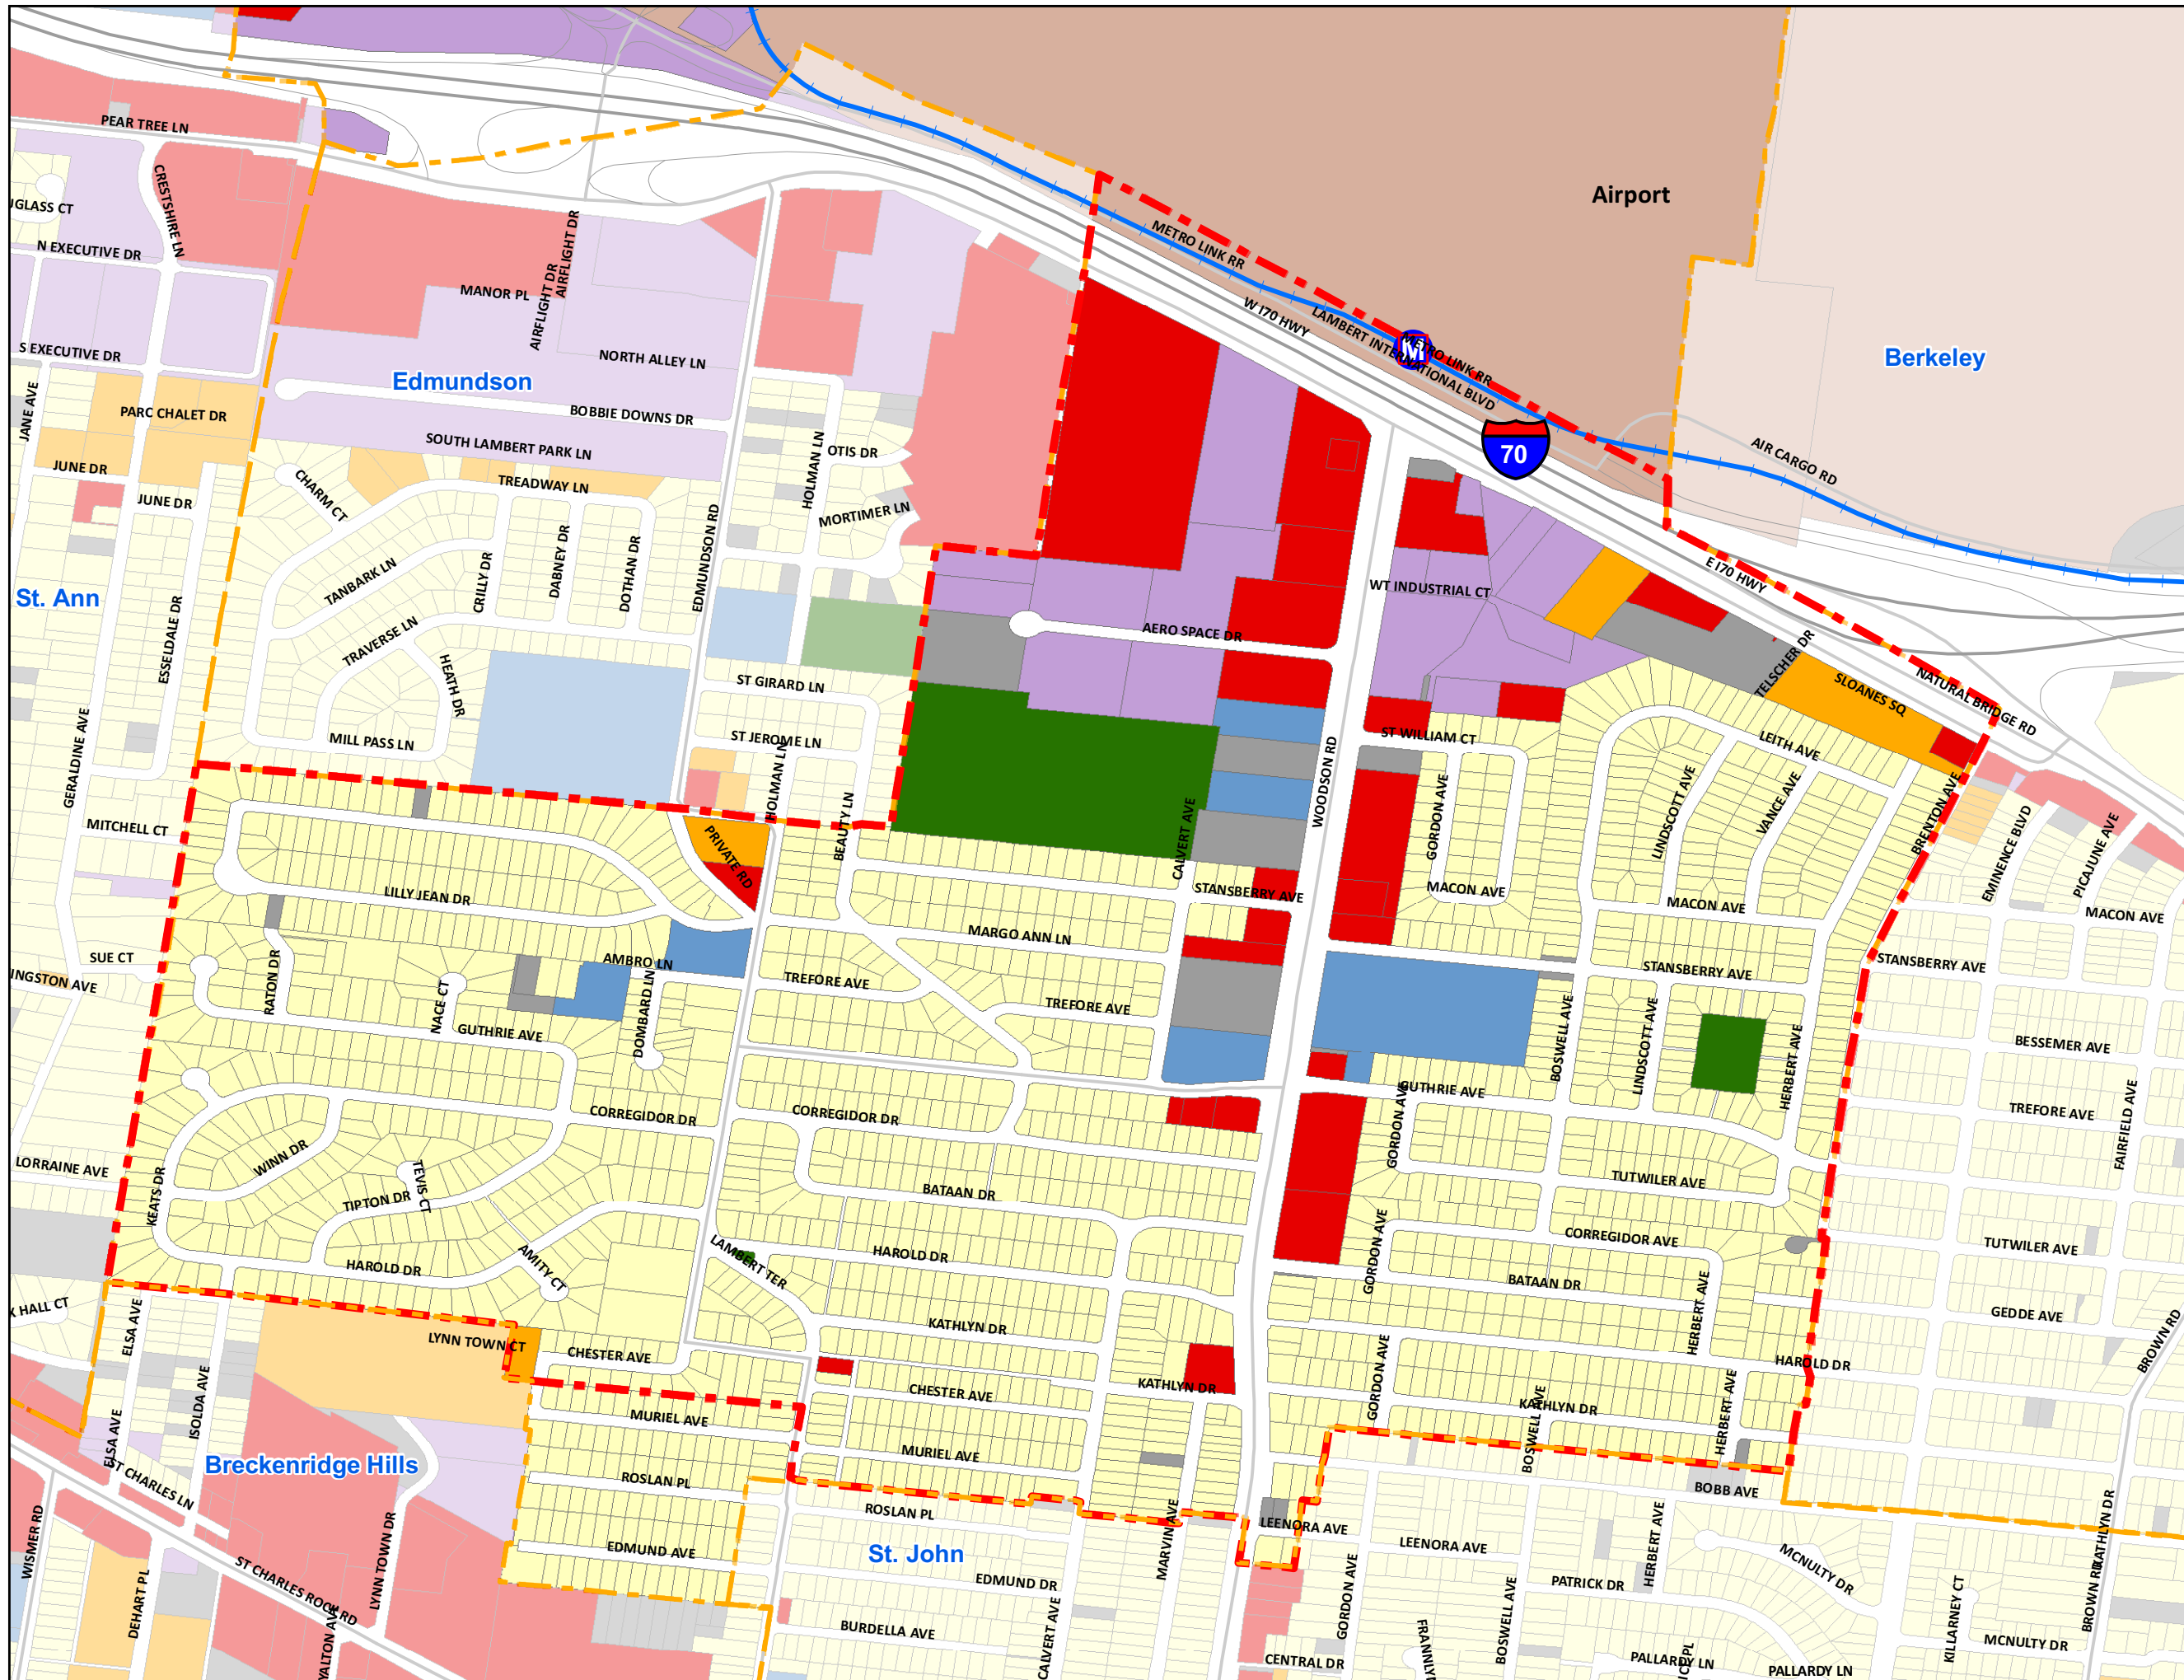 Airport
PEAR TREE LN
CRESTSHIRE LN
N EXECUTIVE DR
S EXECUTIVE DR
MANOR PL
AIRFLIGHT DR
AIRFLIGHT DR
METRO LINK RR
W I70 HWY
LAMBERT INTERNATIONAL BLVD
METRO LINK RR
M
Berkeley
NORTH ALLEY LN
Edmundson
BOBBIE DOWNS DR
PARC CHALET DR
JANE AVE
SOUTH LAMBERT PARK LN
HOLMAN LN
OTIS DR
70
AIR CARGO RD
JUNE DR
JUNE DR
CHARM CT
TREADWAY LN
MORTIMER LN
EDMUNDSON RD
TANBARK LN
CRILLY DR
DABNEY DR
DOTHAN DR
E I70 HWY
WT INDUSTRIAL CT
St. Ann
ESSELDALE DR
TRAVERSE LN
HEATH DR
AERO SPACE DR
TELSCHER DR
SLOANES SQ
NATURAL BRIDGE RD
ST GIRARD LN
ST JEROME LN
MILL PASS LN
GERALDINE AVE
HOLMAN LN
BEAUTY LN
ST WILLIAM CT
LEITH AVE
WOODSON RD
LINDSCOTT AVE
VANCE AVE
BRENTON AVE
GORDON AVE
CALVERT AVE
MITCHELL CT
PRIVATE RD
EMINENCE BLVD
PICAJUNE AVE
LILLY JEAN DR
STANSBERRY AVE
MACON AVE
MACON AVE
MACON AVE
MARGO ANN LN
SUE CT
RATON DR
AMBRO LN
TREFORE AVE
TREFORE AVE
STANSBERRY AVE
STANSBERRY AVE
NACE CT
GUTHRIE AVE
DOMBARD LN
BOSWELL AVE
LINDSCOTT AVE
HERBERT AVE
BESSEMER AVE
GUTHRIE AVE
CORREGIDOR DR
CORREGIDOR DR
TREFORE AVE
FAIRFIELD AVE
GORDON AVE
LORRAINE AVE
WINN DR
TEVIS CT
KEATS DR
TIPTON DR
BATAAN DR
TUTWILER AVE
HAROLD DR
AMITY CT
LAMBERT TER
HAROLD DR
GORDON AVE
CORREGIDOR AVE
TUTWILER AVE
BATAAN DR
HERBERT AVE
GEDDE AVE
BROWN RD
HALL CT
ELSA AVE
LYNN TOWN CT
CHESTER AVE
KATHLYN DR
HAROLD DR
CHESTER AVE
KATHLYN DR
GORDON AVE
KATHLYN DR
BOSWELL AVE
HERBERT AVE
ISOLDA AVE
ELSA AVE
MURIEL AVE
MURIEL AVE
Breckenridge Hills
ST CHARLES LN
ROSLAN PL
ROSLAN PL
BOBB AVE
MARVIN AVE
LEENORA AVE
LEENORA AVE
WISMER RD
LYNN TOWN DR
EDMUND AVE
St. John
EDMUND DR
HERBERT AVE
MCNULTY DR
KATHLYN DR
ST CHARLES ROCK RD
DEHART PL
PATRICK DR
GORDON AVE
BOSWELL AVE
KILLARNEY CT
BURDELLA AVE
CALVERT AVE
CENTRAL DR
PALLARDY LN
PALLARDY LN
MCNULTY DR